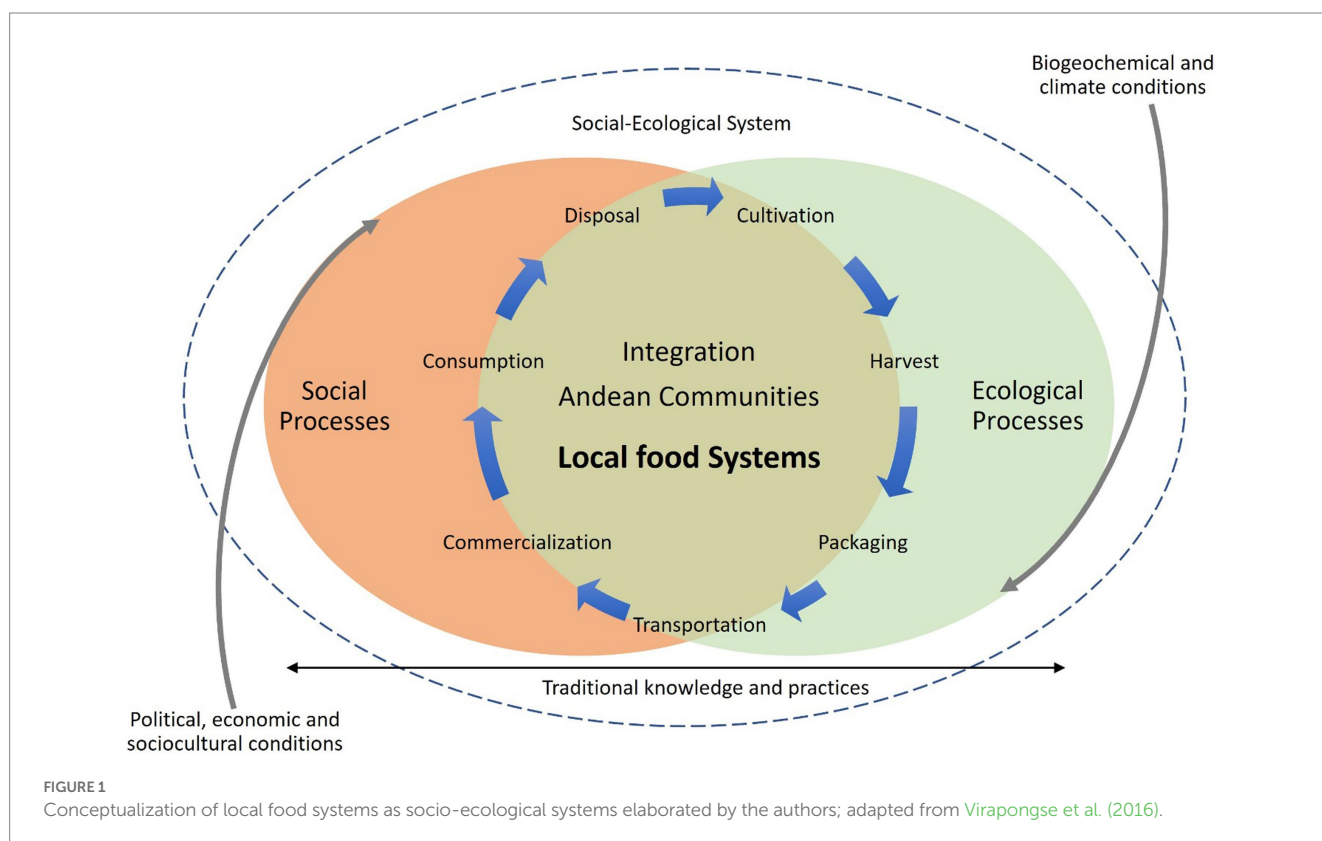 Biogeochemical and
climate conditions
Social-Ecological System
Disposal
Cultivation
Consumption
Integration
Andean Communities
Local food Systems
Harvest
Social
Processes
Ecological
Processes
Commercialization
Packaging
Transportation
Traditional knowledge and practices
Political, economic and
sociocultural conditions
FIGURE 1
Conceptualization of local food systems as socio-ecological systems elaborated by the authors; adapted from Virapongse et al. (2016).